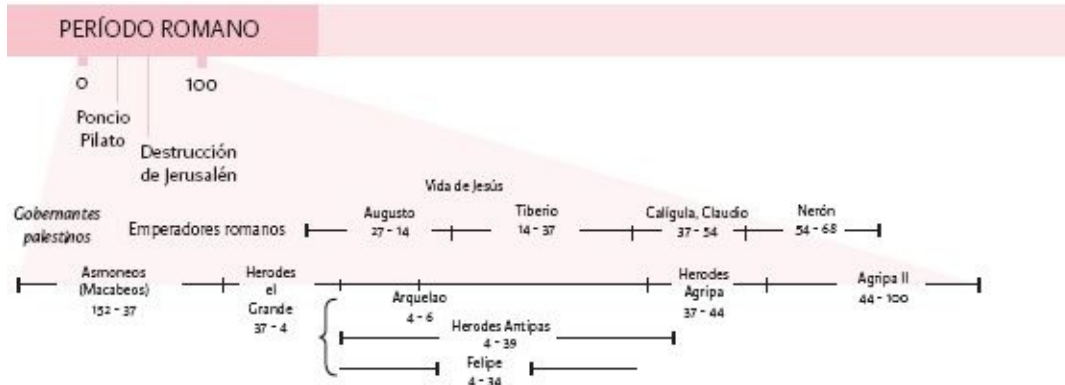 PERÍODO ROMANO
0 100
Poncio
Pilato
Destrucción
de Jerusalén
Vida de Jesús
Gobernantes
palestinos
Emperadores romanos
Augusto
27 - 14
Tiberio
14 - 37
Calígula, Claudio
37 - 54
Nerón
54 - 68
Asmoneos
(Macabeos)
152 - 37
Herodes
el
Grande
37 - 4
Arquelao
4 - 6
Herodes
Agripa
37 - 44
Agripa II
44 - 100
Herodes Antipas
4 - 39
Felipe
4 - 34